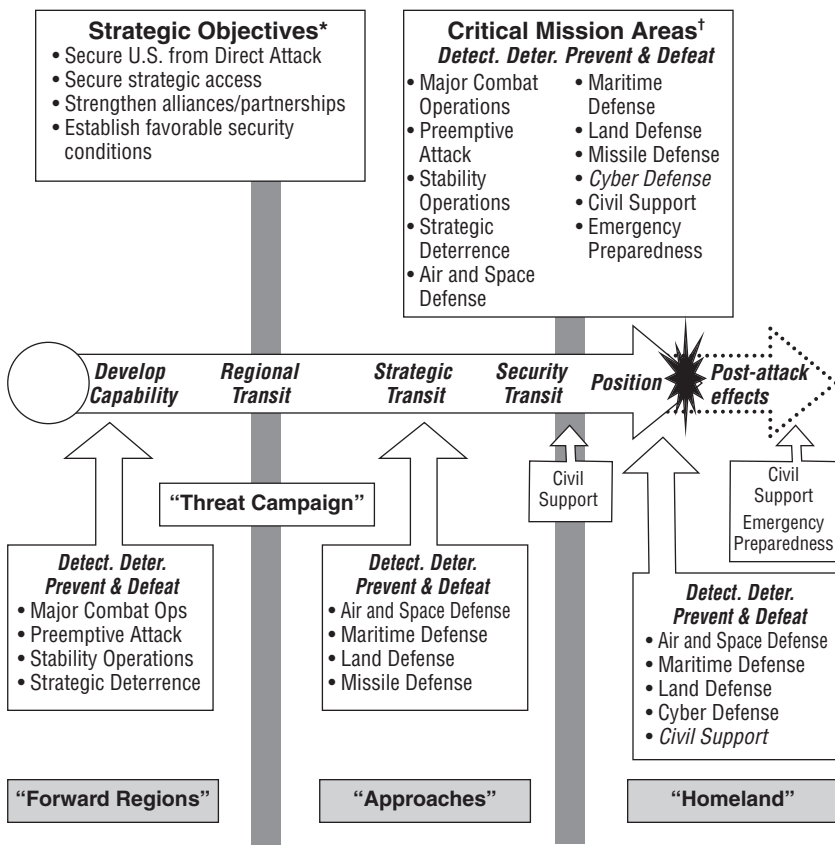 Strategic Objectives*
• Secure U.S. from Direct Attack
• Secure strategic access
• Strengthen alliances/partnerships
• Establish favorable security
conditions
Critical Mission Areas†
Detect. Deter. Prevent & Defeat
• Major Combat
Operations
• Preemptive
Attack
• Stability
Operations
• Strategic
Deterrence
• Air and Space
Defense
• Maritime
Defense
• Land Defense
• Missile Defense
• Cyber Defense
• Civil Support
• Emergency
Preparedness
Develop
Capability
Regional
Transit
Strategic
Transit
Security
Transit
Position
Post-attack
effects
"Threat Campaign"
Civil
Support
Civil
Support
Emergency
Preparedness
Detect. Deter.
Prevent & Defeat
• Major Combat Ops
• Preemptive Attack
• Stability Operations
• Strategic Deterrence
Detect. Deter.
Prevent & Defeat
• Air and Space Defense
• Maritime Defense
• Land Defense
• Missile Defense
Detect. Deter.
Prevent & Defeat
• Air and Space Defense
• Maritime Defense
• Land Defense
• Cyber Defense
• Civil Support
"Forward Regions"
"Approaches"
"Homeland"